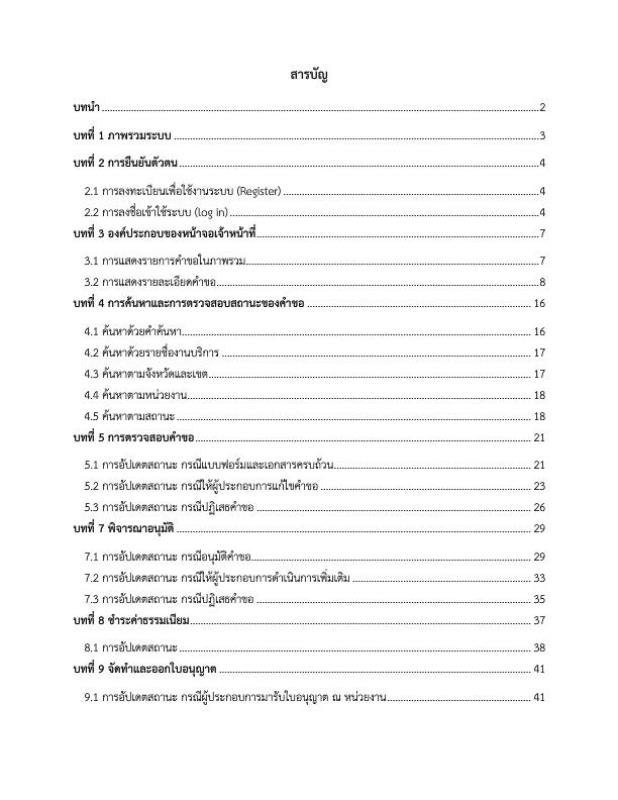 สารบัญ
บทนำ ........................................ 2
บทที่ 1 ภาพรวมระบบ ........................................ 3
บทที่ 2 การยืนยันตัวตน ........................................ 4
2.1 การลงทะเบียนเพื่อใช้งานระบบ (Register) ........................................ 4
2.2 การลงชื่อเข้าใช้ระบบ (log in) ........................................ 4
บทที่ 3 องค์ประกอบของหน้าจอเจ้าหน้าที่ ........................................ 7
3.1 การแสดงรายการคำขอในภาพรวม ........................................ 7
3.2 การแสดงรายละเอียดคำขอ ........................................ 8
บทที่ 4 การค้นหาและการตรวจสอบสถานะของคำขอ ........................................ 16
4.1 ค้นหาด้วยคำค้นหา ........................................ 16
4.2 ค้นหาด้วยรายชื่องานบริการ ........................................ 17
4.3 ค้นหาตามจังหวัดและเขต ........................................ 17
4.4 ค้นหาตามหน่วยงาน ........................................ 18
4.5 ค้นหาตามสถานะ ........................................ 18
บทที่ 5 การตรวจสอบคำขอ ........................................ 21
5.1 การอัปเดตสถานะ กรณีแบบฟอร์มและเอกสารครบถ้วน ........................................ 21
5.2 การอัปเดตสถานะ กรณีให้ผู้ประกอบการแก้ไขคำขอ ........................................ 23
5.3 การอัปเดตสถานะ กรณีปฏิเสธคำขอ ........................................ 26
บทที่ 7 พิจารณาอนุมัติ ........................................ 29
7.1 การอัปเดตสถานะ กรณีอนุมัติคำขอ ........................................ 29
7.2 การอัปเดตสถานะ กรณีให้ผู้ประกอบการดำเนินการเพิ่มเติม ........................................ 33
7.3 การอัปเดตสถานะ กรณีปฏิเสธคำขอ ........................................ 35
บทที่ 8 ชำระค่าธรรมเนียม ........................................ 37
8.1 การอัปเดตสถานะ ........................................ 38
บทที่ 9 จัดทำและออกใบอนุญาต ........................................ 41
9.1 การอัปเดตสถานะ กรณีผู้ประกอบการมารับใบอนุญาต ณ หน่วยงาน ........................................ 41